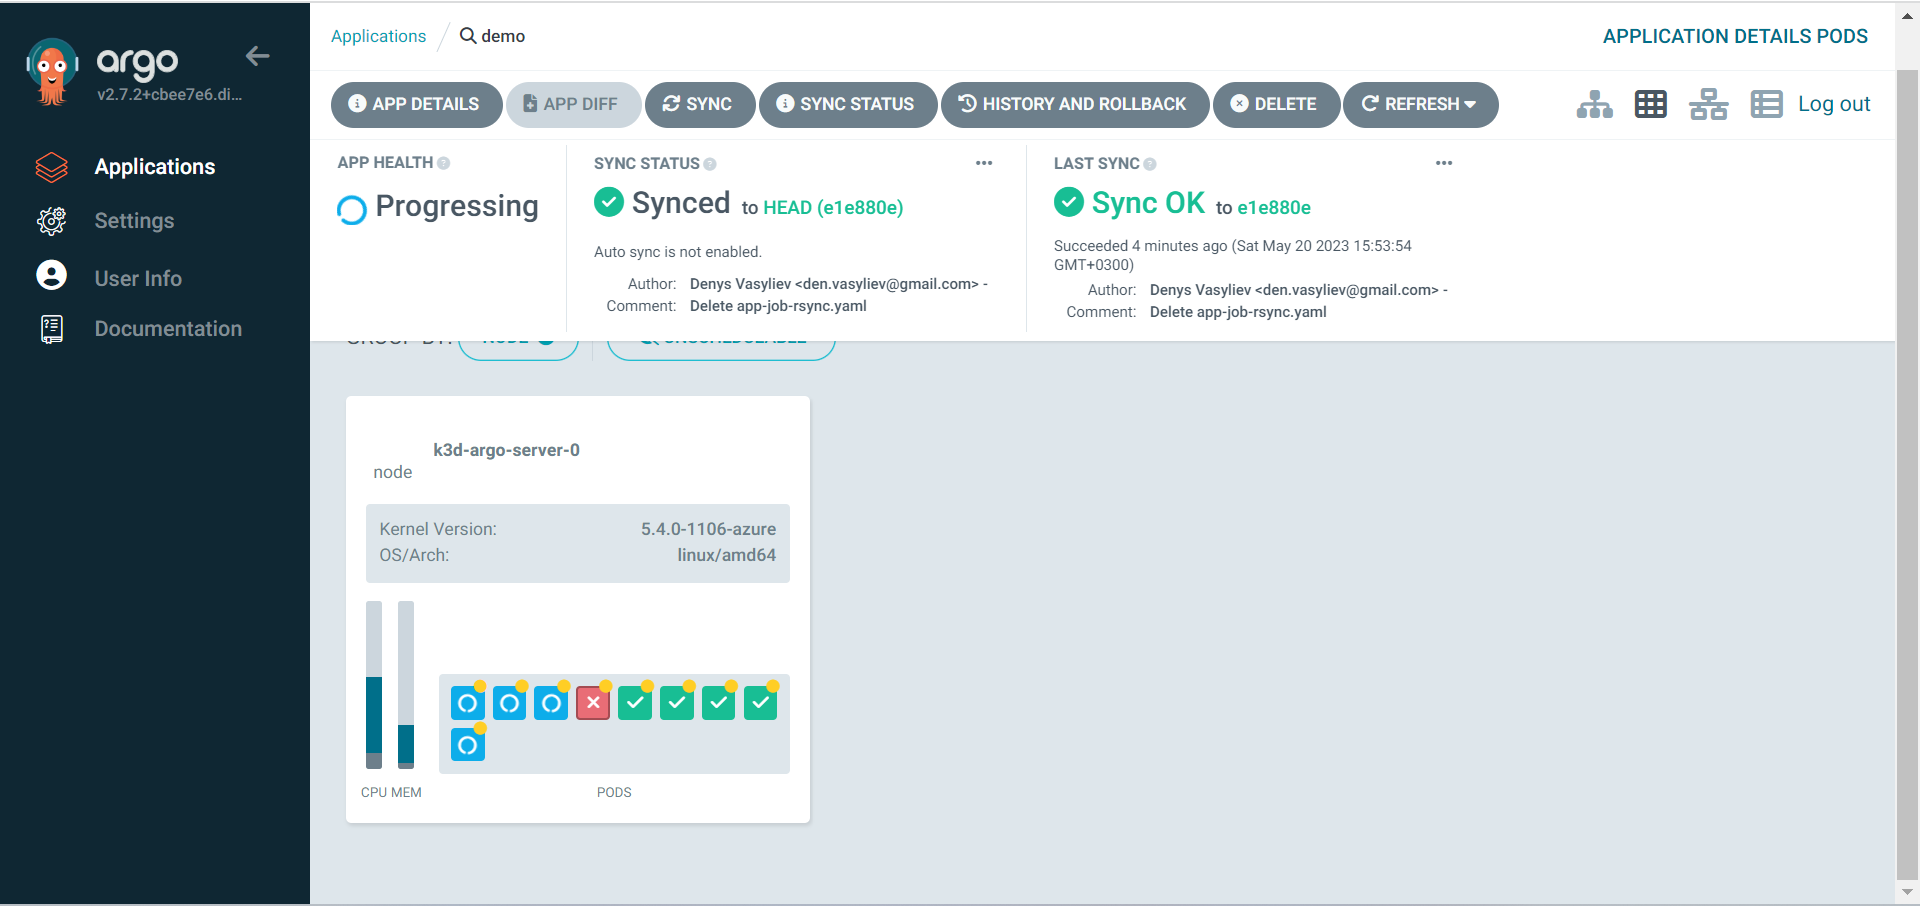 argo
v2.7.2+cbee7e6.di...
Applications
Settings
User Info
Documentation
Applications / demo
APPLICATION DETAILS PODS
APP DETAILS APP DIFF SYNC SYNC STATUS HISTORY AND ROLLBACK DELETE REFRESH Log out
APP HEALTH
Progressing
SYNC STATUS
Synced to HEAD (e1e880e)
Auto sync is not enabled.
Author: Denys Vasyliev <den.vasyliev@gmail.com> -
Comment: Delete app-job-rsync.yaml
LAST SYNC
Sync OK to e1e880e
Succeeded 4 minutes ago (Sat May 20 2023 15:53:54
GMT+0300)
Author: Denys Vasyliev <den.vasyliev@gmail.com> -
Comment: Delete app-job-rsync.yaml
GROUP BY: NODE UNSCHEDULABLE
k3d-argo-server-0
node
Kernel Version: 5.4.0-1106-azure
OS/Arch: linux/amd64
CPU MEM PODS